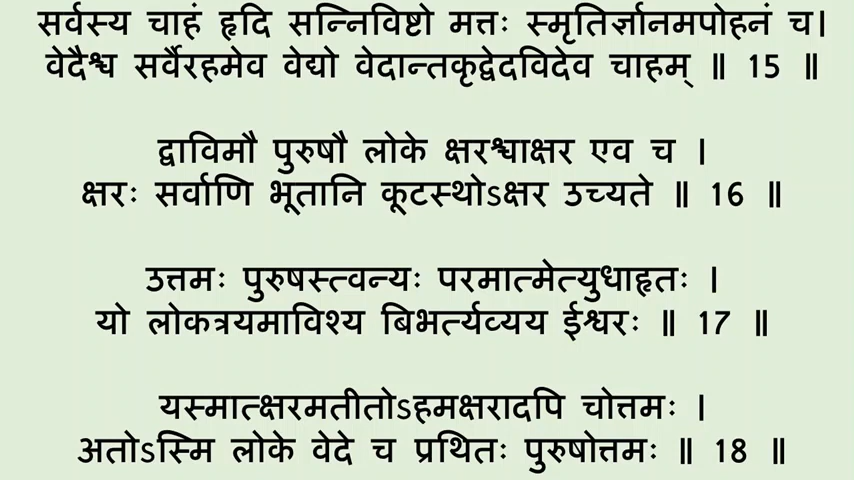 सर्वस्य चाहं हृदि सन्निविष्टो मत्तः स्मृतिर्ज्ञानमपोहनं च।
वेदैश्च सर्वैरहमेव वेद्यो वेदान्तकृद्वेदविदेव चाहम् ॥ 15 ॥
द्वाविमौ पुरुषौ लोके क्षरश्चाक्षर एव च ।
क्षरः सर्वाणि भूतानि कूटस्थोऽक्षर उच्यते ॥ 16 ॥
उत्तमः पुरुषस्त्वन्यः परमात्मेत्युधाहृतः ।
यो लोकत्रयमाविश्य बिभर्त्यव्यय ईश्वरः ॥ 17 ॥
यस्मात्क्षरमतीतोऽहमक्षरादपि चोत्तमः ।
अतोऽस्मि लोके वेदे च प्रथितः पुरुषोत्तमः ॥ 18 ॥